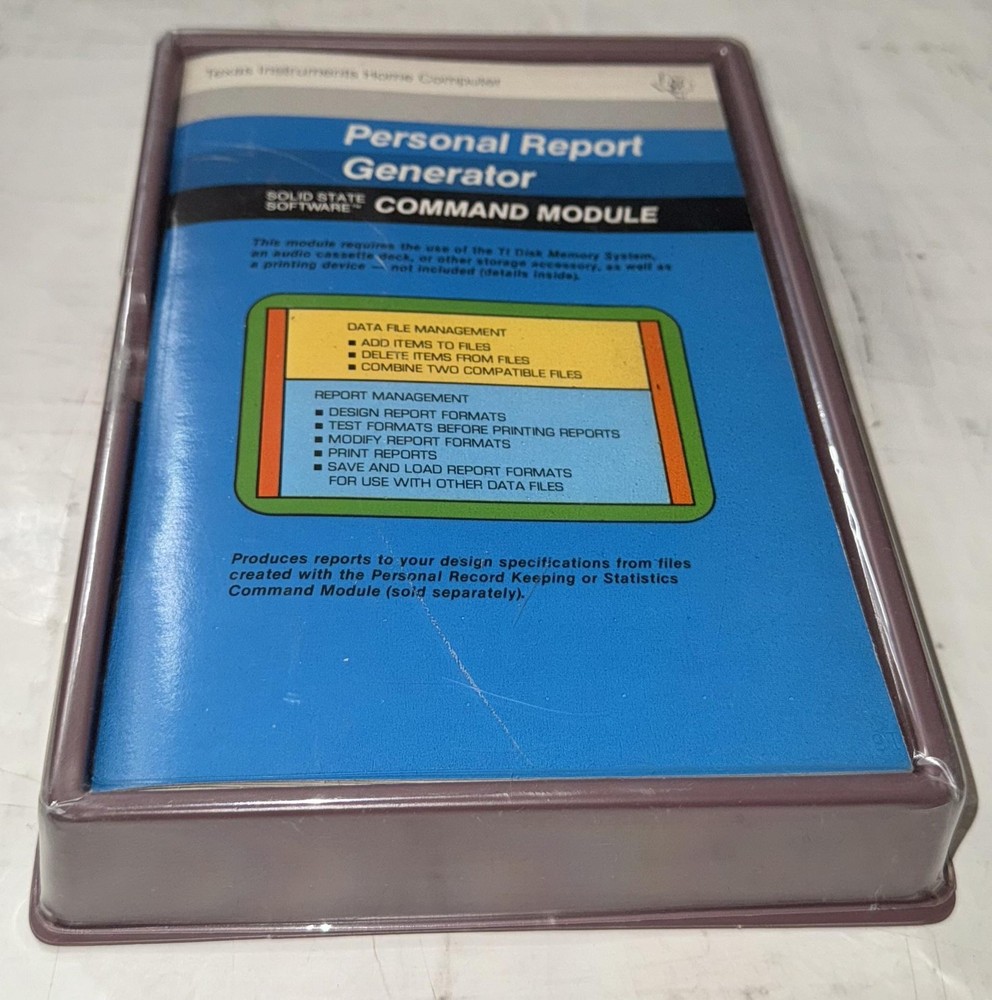 Texas Instruments Home Computer
Personal Report
Generator
SOLID STATE
SOFTWARE™ COMMAND MODULE
This module requires the use of the TI Disk Memory System,
an audio cassette deck, or other storage accessory, as well as
a printing device — not included (details inside).
DATA FILE MANAGEMENT
■ ADD ITEMS TO FILES
■ DELETE ITEMS FROM FILES
■ COMBINE TWO COMPATIBLE FILES
REPORT MANAGEMENT
■ DESIGN REPORT FORMATS
■ TEST FORMATS BEFORE PRINTING REPORTS
■ MODIFY REPORT FORMATS
■ PRINT REPORTS
■ SAVE AND LOAD REPORT FORMATS
FOR USE WITH OTHER DATA FILES
Produces reports to your design specifications from files
created with the Personal Record Keeping or Statistics
Command Module (sold separately).